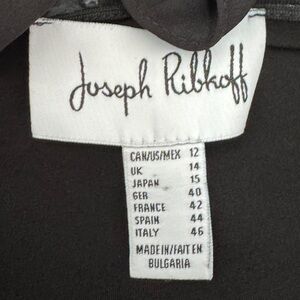 Joseph Ribkoff
CAN/US/MEX 12
UK 14
JAPAN 15
GER 40
FRANCE 42
SPAIN 44
ITALY 46
MADE IN/FAIT EN
BULGARIA